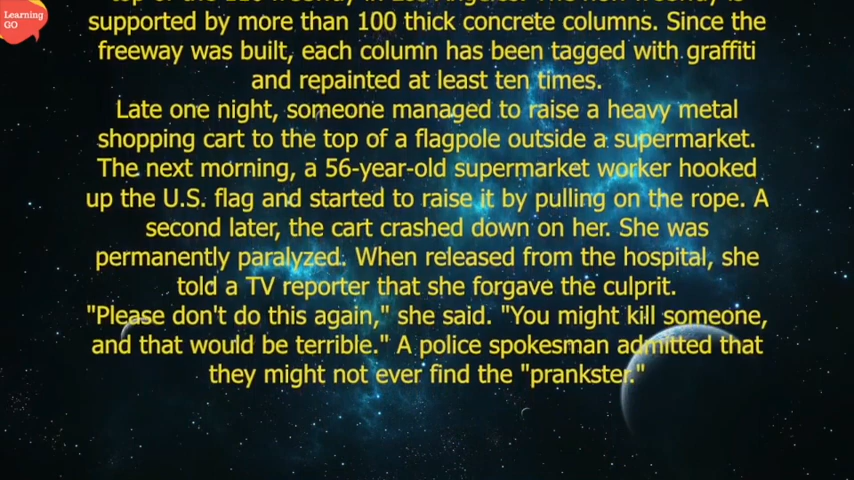 Learning
GO
supported by more than 100 thick concrete columns. Since the
freeway was built, each column has been tagged with graffiti
and repainted at least ten times.
Late one night, someone managed to raise a heavy metal
shopping cart to the top of a flagpole outside a supermarket.
The next morning, a 56-year-old supermarket worker hooked
up the U.S. flag and started to raise it by pulling on the rope. A
second later, the cart crashed down on her. She was
permanently paralyzed. When released from the hospital, she
told a TV reporter that she forgave the culprit.
"Please don't do this again," she said. "You might kill someone,
and that would be terrible." A police spokesman admitted that
they might not ever find the "prankster."